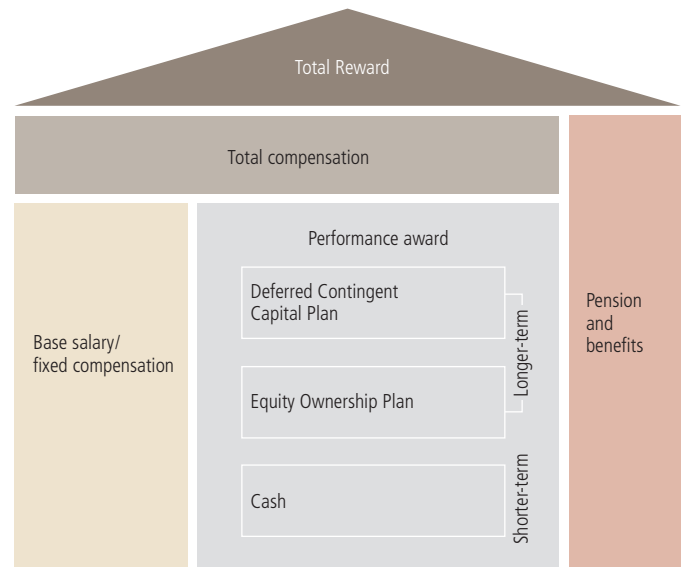 Total Reward
Total compensation
Base salary/
fixed compensation
Performance award
Deferred Contingent
Capital Plan
Equity Ownership Plan
Longer-term
Cash
Shorter-term
Pension
and
benefits